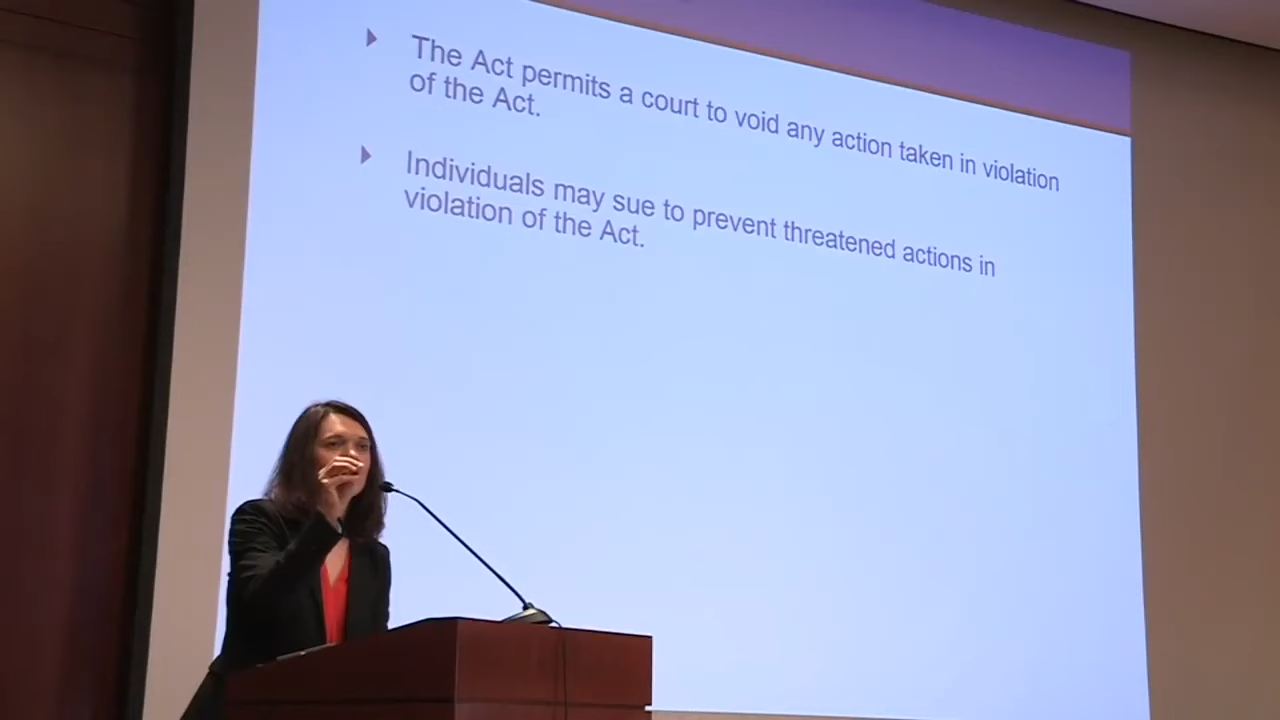 The Act permits a court to void any action taken in violation
of the Act.
Individuals may sue to prevent threatened actions in
violation of the Act.